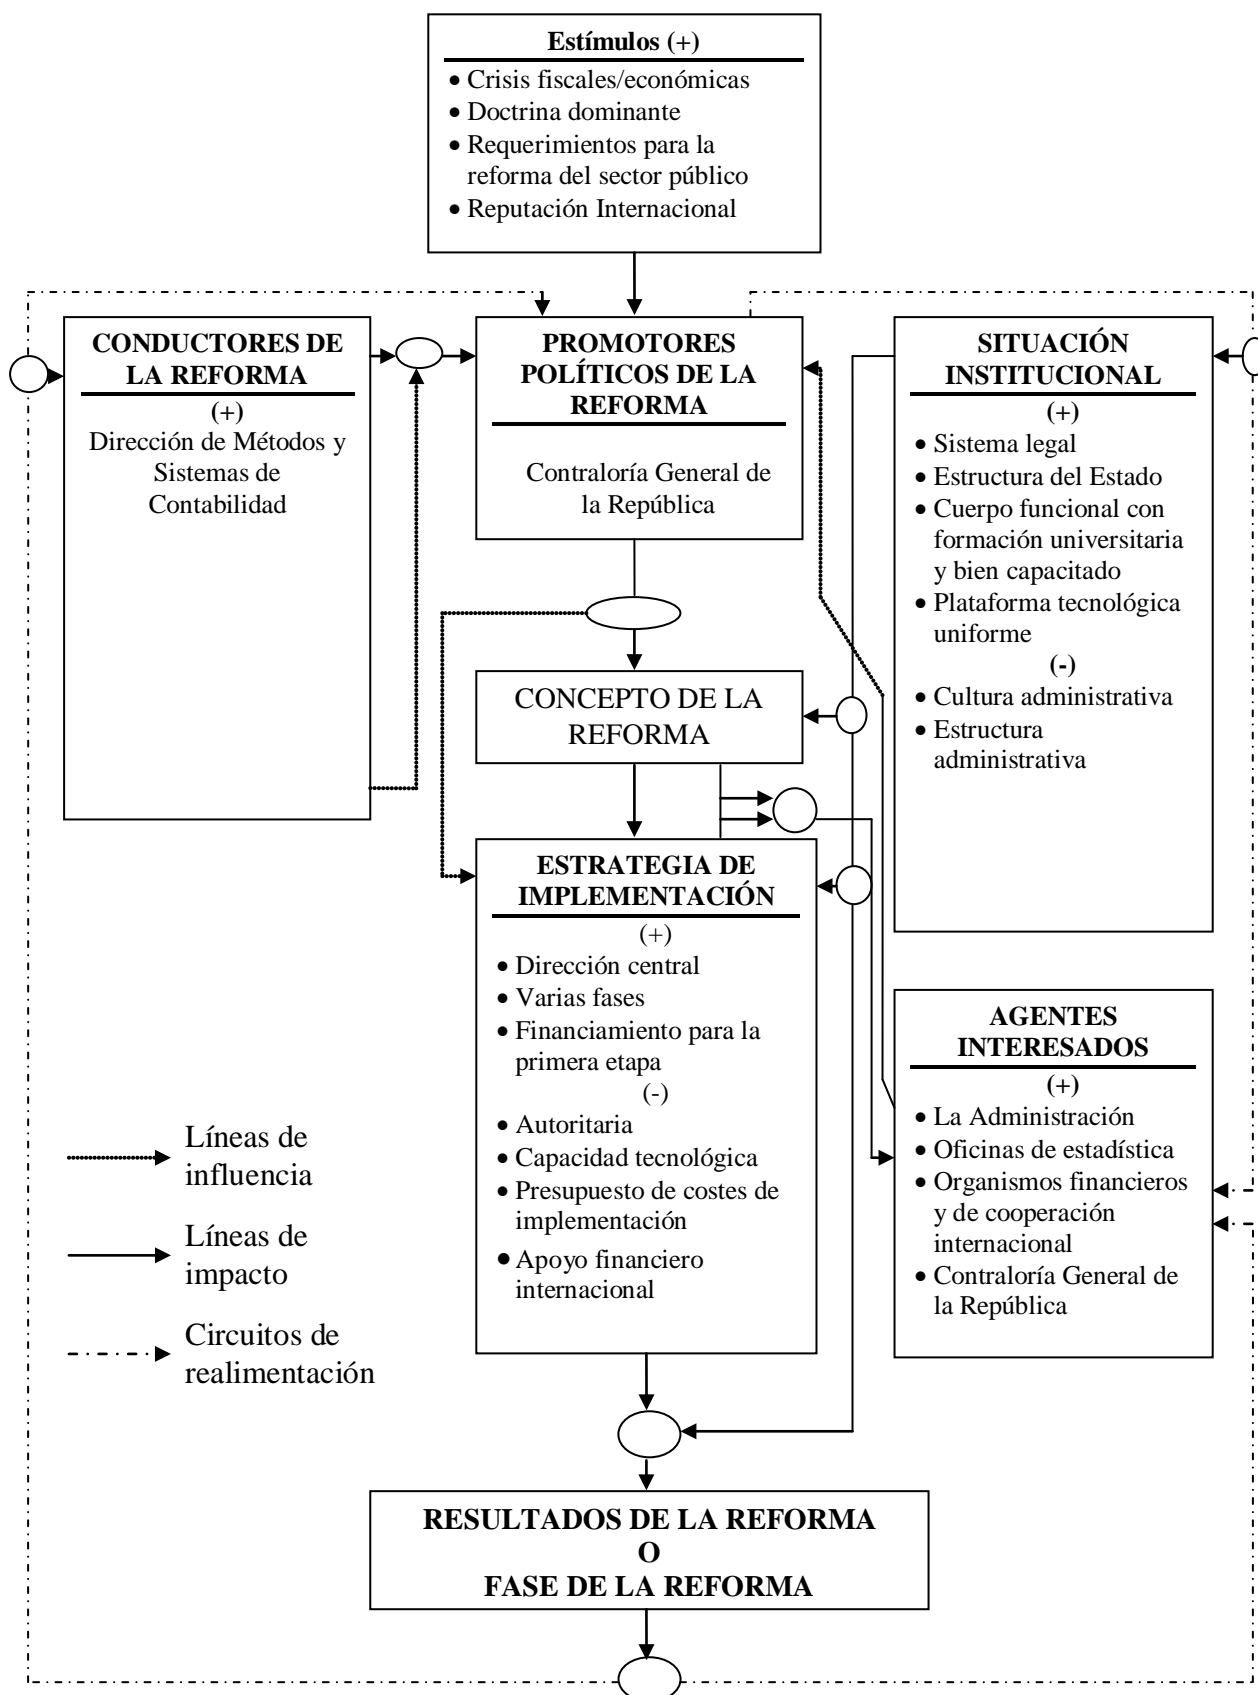 Estímulos (+)
• Crisis fiscales/económicas
• Doctrina dominante
• Requerimientos para la
reforma del sector público
• Reputación Internacional
CONDUCTORES DE
LA REFORMA
(+)
Dirección de Métodos y
Sistemas de
Contabilidad
PROMOTORES
POLÍTICOS DE LA
REFORMA
Contraloría General de
la República
SITUACIÓN
INSTITUCIONAL
(+)
• Sistema legal
• Estructura del Estado
• Cuerpo funcional con
formación universitaria
y bien capacitado
• Plataforma tecnológica
uniforme
(-)
• Cultura administrativa
• Estructura
administrativa
CONCEPTO DE LA
REFORMA
ESTRATEGIA DE
IMPLEMENTACIÓN
(+)
• Dirección central
• Varias fases
• Financiamiento para la
primera etapa
(-)
• Autoritaria
• Capacidad tecnológica
• Presupuesto de costes de
implementación
• Apoyo financiero
internacional
AGENTES
INTERESADOS
(+)
• La Administración
• Oficinas de estadística
• Organismos financieros
y de cooperación
internacional
• Contraloría General de
la República
Líneas de
influencia
Líneas de
impacto
Circuitos de
realimentación
RESULTADOS DE LA REFORMA
O
FASE DE LA REFORMA